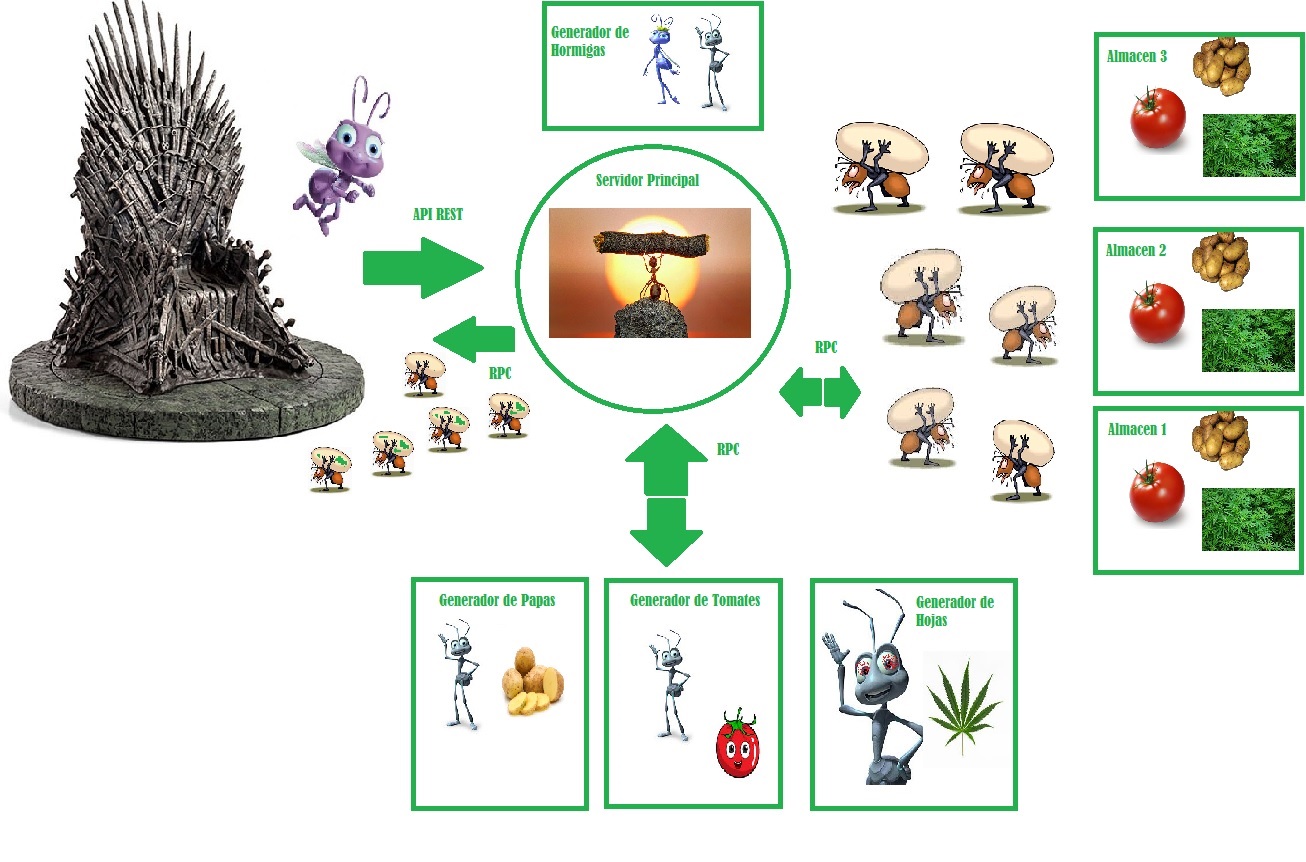 Generador de
Hormigas
Almacen 3
Servidor Principal
API REST
Almacen 2
RPC
RPC
Almacen 1
RPC
Generador de Papas
Generador de Tomates
Generador de
Hojas